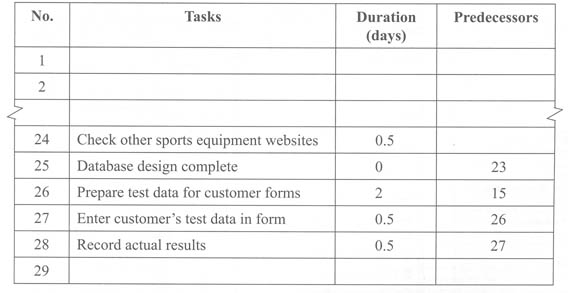 No. Tasks Duration (days) Predecessors
1
2
24 Check other sports equipment websites 0.5
25 Database design complete 0 23
26 Prepare test data for customer forms 2 15
27 Enter customer's test data in form 0.5 26
28 Record actual results 0.5 27
29